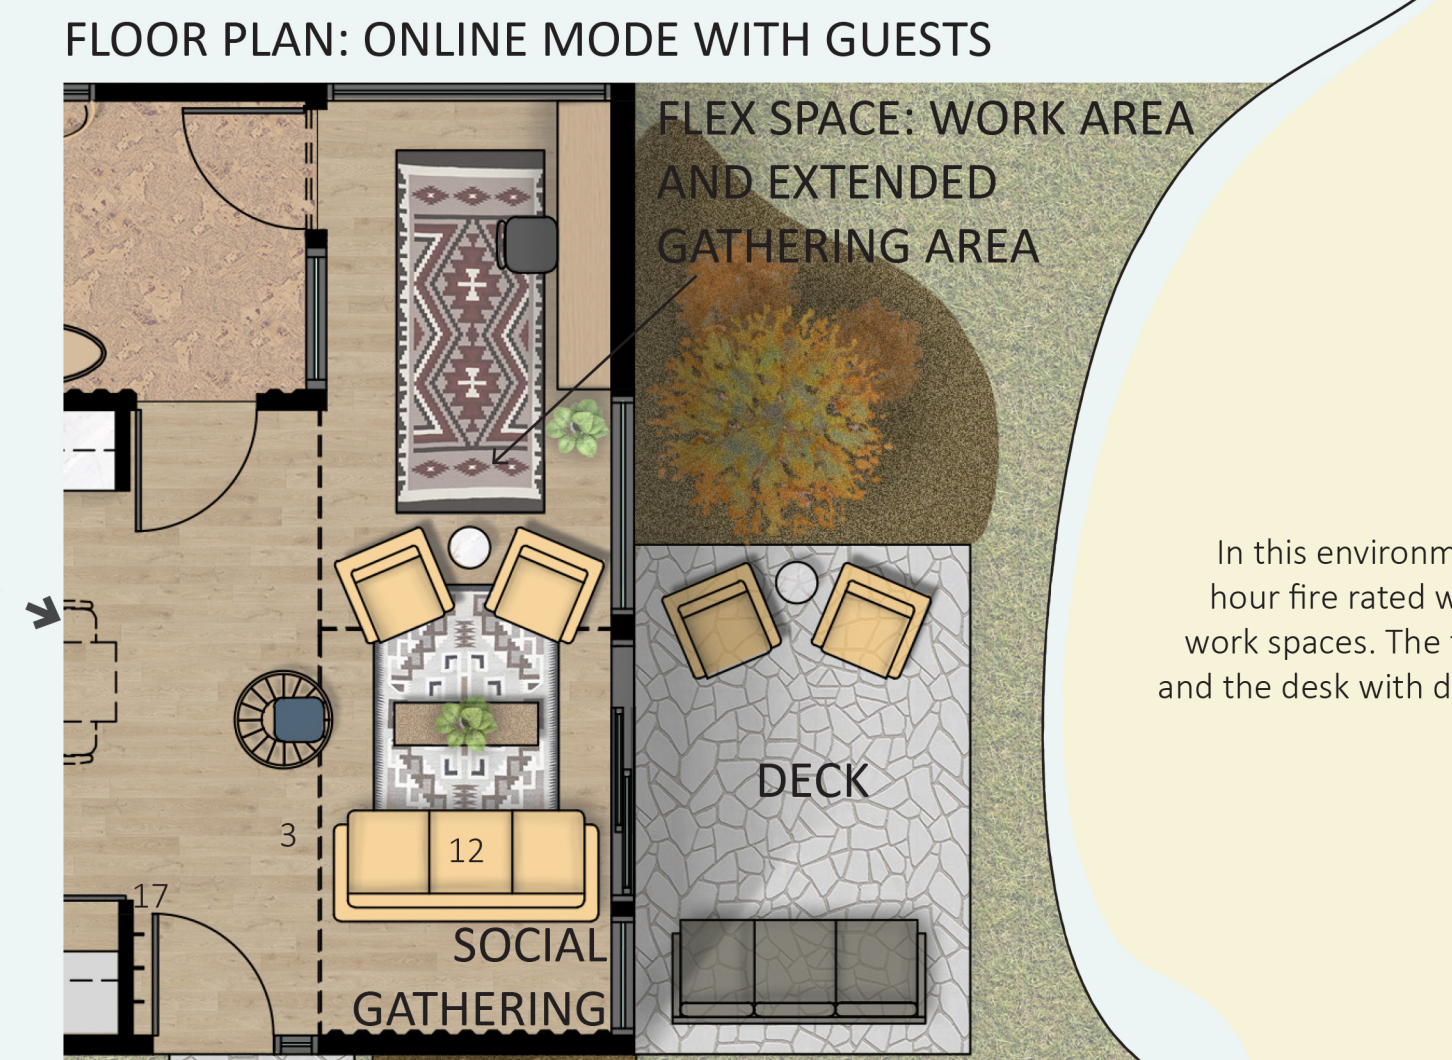 FLOOR PLAN: ONLINE MODE WITH GUESTS
FLEX SPACE: WORK AREA
AND EXTENDED
GATHERING AREA
In this environm
hour fire rated w
work spaces. The
and the desk with d
DECK
3
12
17
SOCIAL
GATHERING